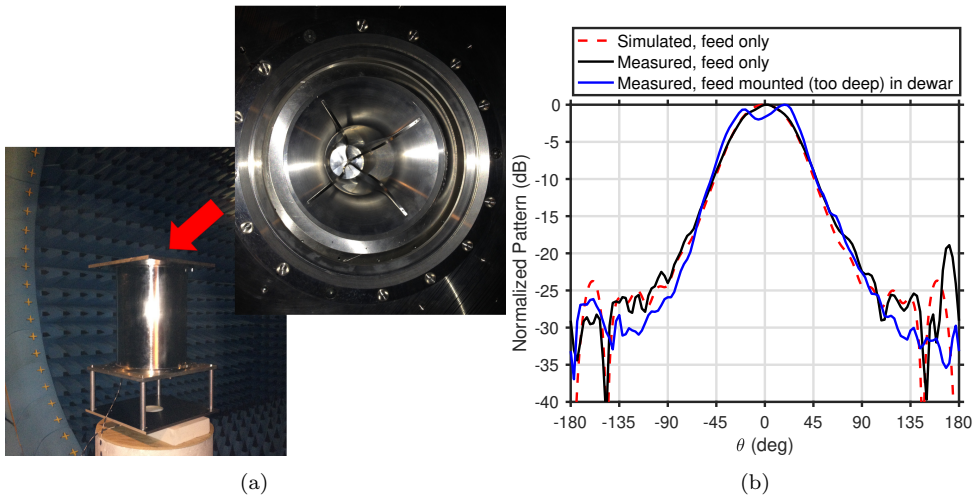 Simulated, feed only
Measured, feed only
Measured, feed mounted (too deep) in dewar
Normalized Pattern (dB)
0
-5
-10
-15
-20
-25
-30
-35
-40
-180 -135 -90 -45 0 45 90 135 180
θ (deg)
(a) (b)